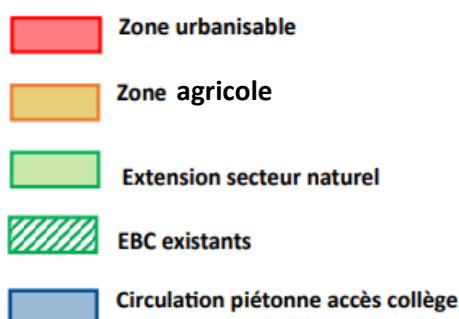 Zone urbanisable
Zone agricole
Extension secteur naturel
EBC existants
Circulation piétonne accès collège